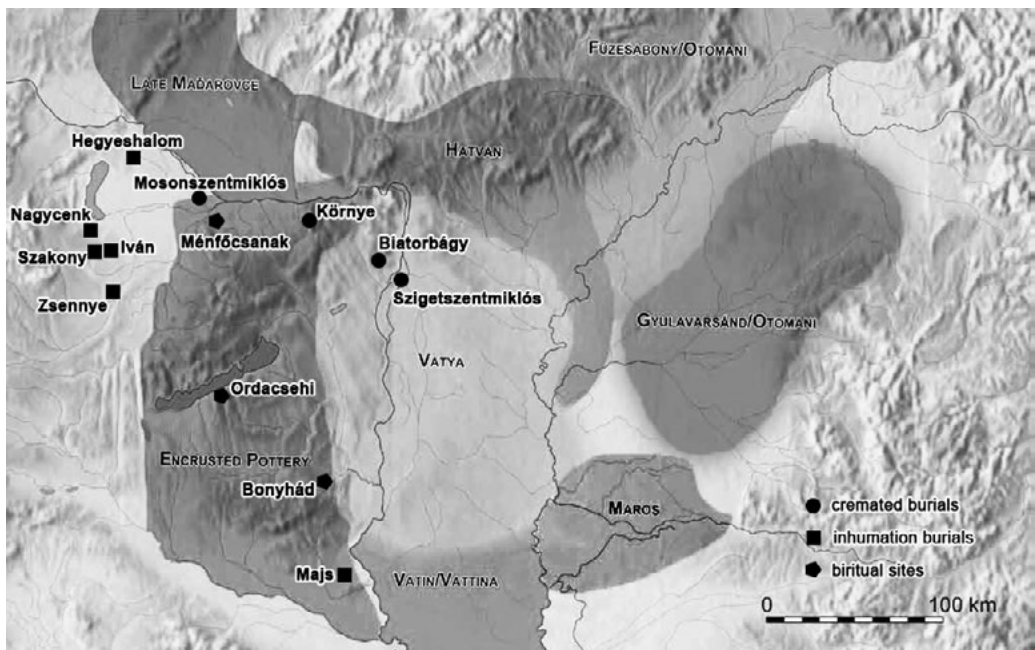 FÜZESABONY/OTOMANI
LATE MAĎAROVCE
Hegyeshalom
HATVAN
Mosonszentmiklós
Nagycenk
Környe
Ménfőcsanak
Szakony
Iván
Biatorbágy
Szigetszentmiklós
Zsennye
GYULAVARSÁND/OTOMANI
VATYA
Ordacsehi
ENCRUSTED POTTERY
Bonyhád
MAROS
cremated burials
inhumation burials
biritual sites
Majs
VATIN/VATTINA
0 100 km